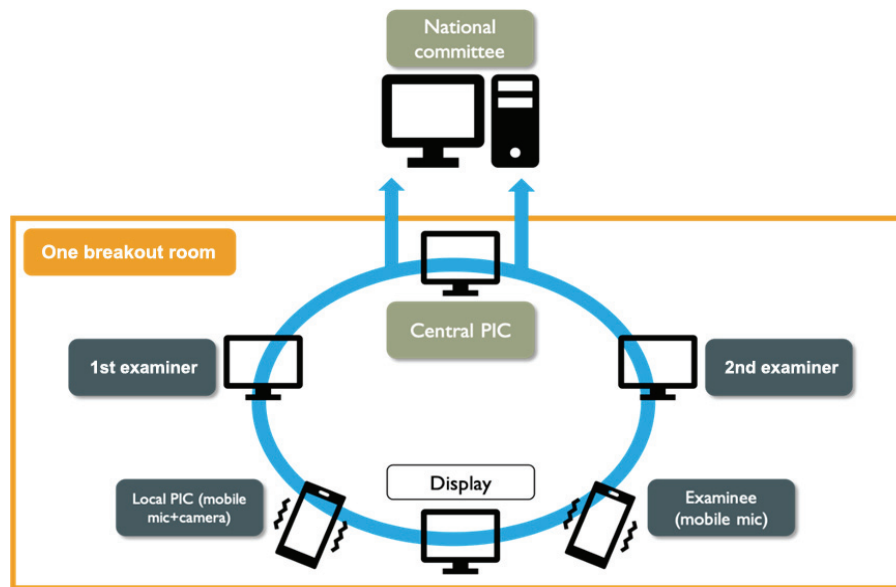 National
committee
One breakout room
Central PIC
1st examiner
2nd examiner
Display
Local PIC (mobile
mic+camera)
Examinee
(mobile mic)